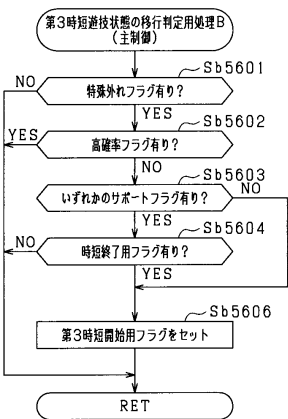 第3時短遊技状態の移行判定用処理B
(主制御)
Sb5601
NO
特殊外れフラグ有り?
YES
Sb5602
YES
高確率フラグ有り?
NO
Sb5603
いずれかのサポートフラグ有り?
NO
YES
Sb5604
NO
時短終了用フラグ有り?
YES
Sb5606
第3時短開始用フラグをセット
RET